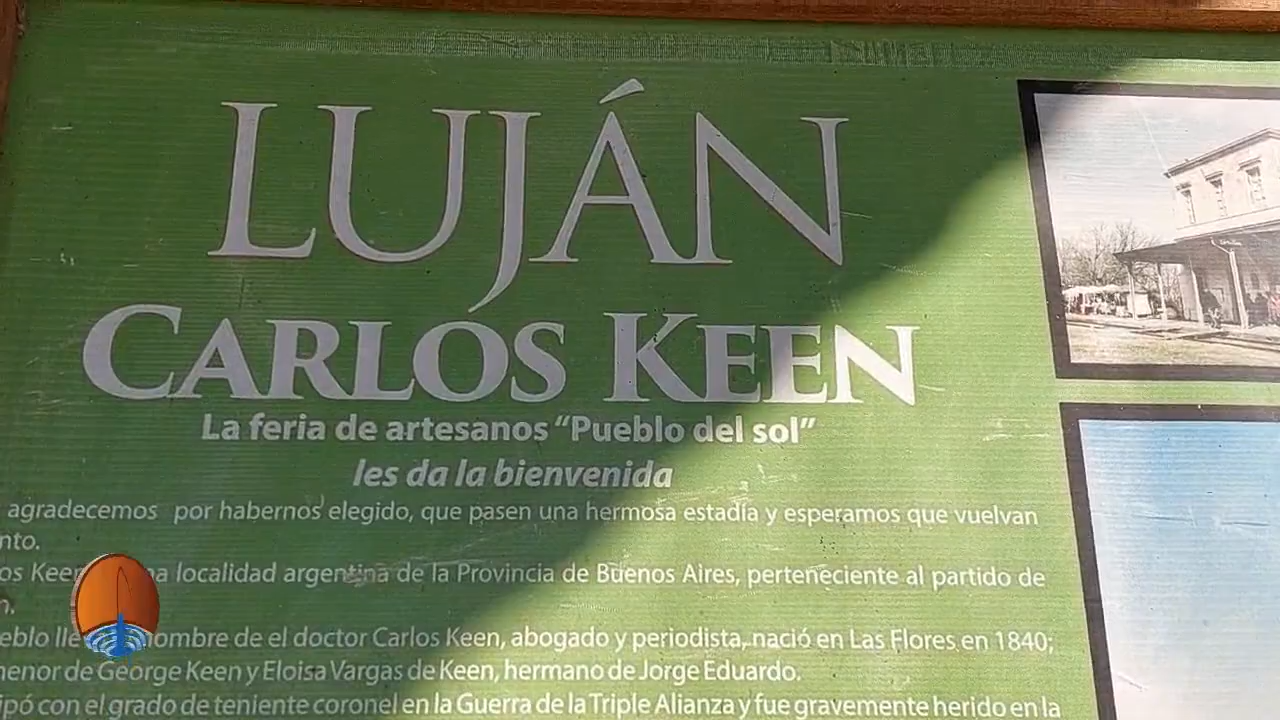 LUJÁN
CARLOS KEEN
La feria de artesanos "Pueblo del sol"
les da la bienvenida
agradecemos por habernos elegido, que pasen una hermosa estadía y esperamos que vuelvan
nto.
os Keen na localidad argentina de la Provincia de Buenos Aires, perteneciente al partido de
n.
eblo lle nombre de el doctor Carlos Keen, abogado y periodista, nació en Las Flores en 1840;
menor de George Keen y Eloisa Vargas de Keen, hermano de Jorge Eduardo.
ipó con el grado de teniente coronel en la Guerra de la Triple Alianza y fue gravemente herido en la